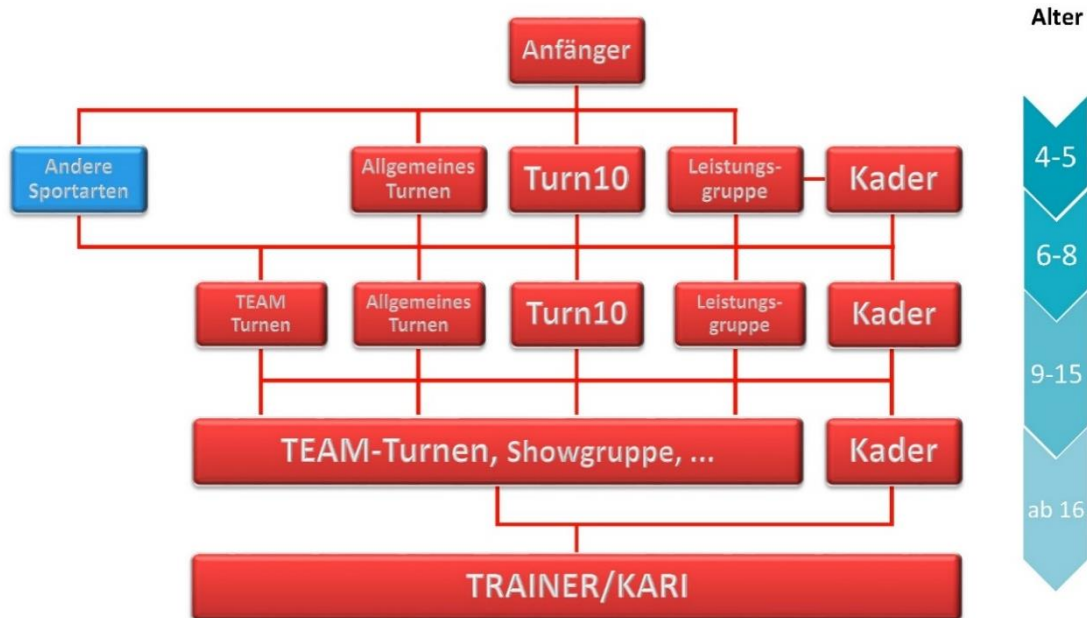 Alter
Anfänger
Andere
Sportarten
Allgemeines
Turnen
Turn10
Leistungs-
gruppe
Kader
4-5
6-8
TEAM
Turnen
Allgemeines
Turnen
Turn10
Leistungs-
gruppe
Kader
9-15
TEAM-Turnen, Showgruppe, ...
Kader
ab 16
TRAINER/KARI